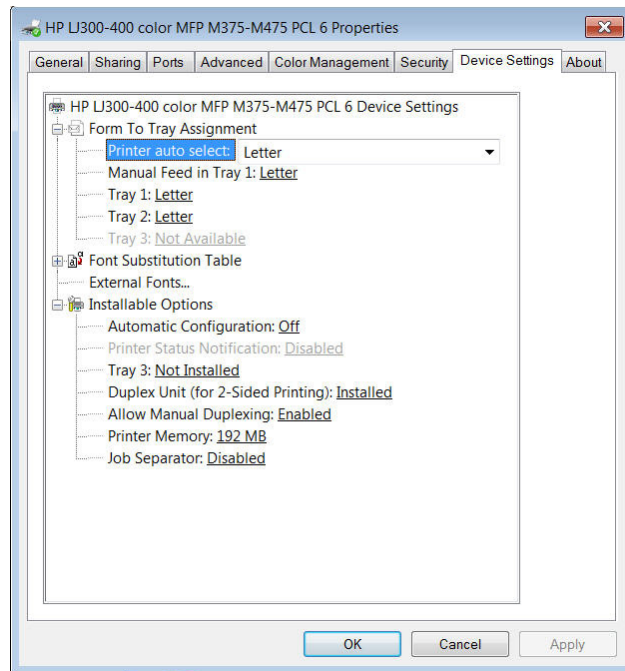 HP LJ300-400 color MFP M375-M475 PCL 6 Properties
General Sharing Ports Advanced Color Management Security Device Settings About
HP LJ300-400 color MFP M375-M475 PCL 6 Device Settings
Form To Tray Assignment
Printer auto select: Letter
Manual Feed in Tray 1: Letter
Tray 1: Letter
Tray 2: Letter
Tray 3: Not Available
Font Substitution Table
External Fonts...
Installable Options
Automatic Configuration: Off
Printer Status Notification: Disabled
Tray 3: Not Installed
Duplex Unit (for 2-Sided Printing): Installed
Allow Manual Duplexing: Enabled
Printer Memory: 192 MB
Job Separator: Disabled
OK Cancel Apply